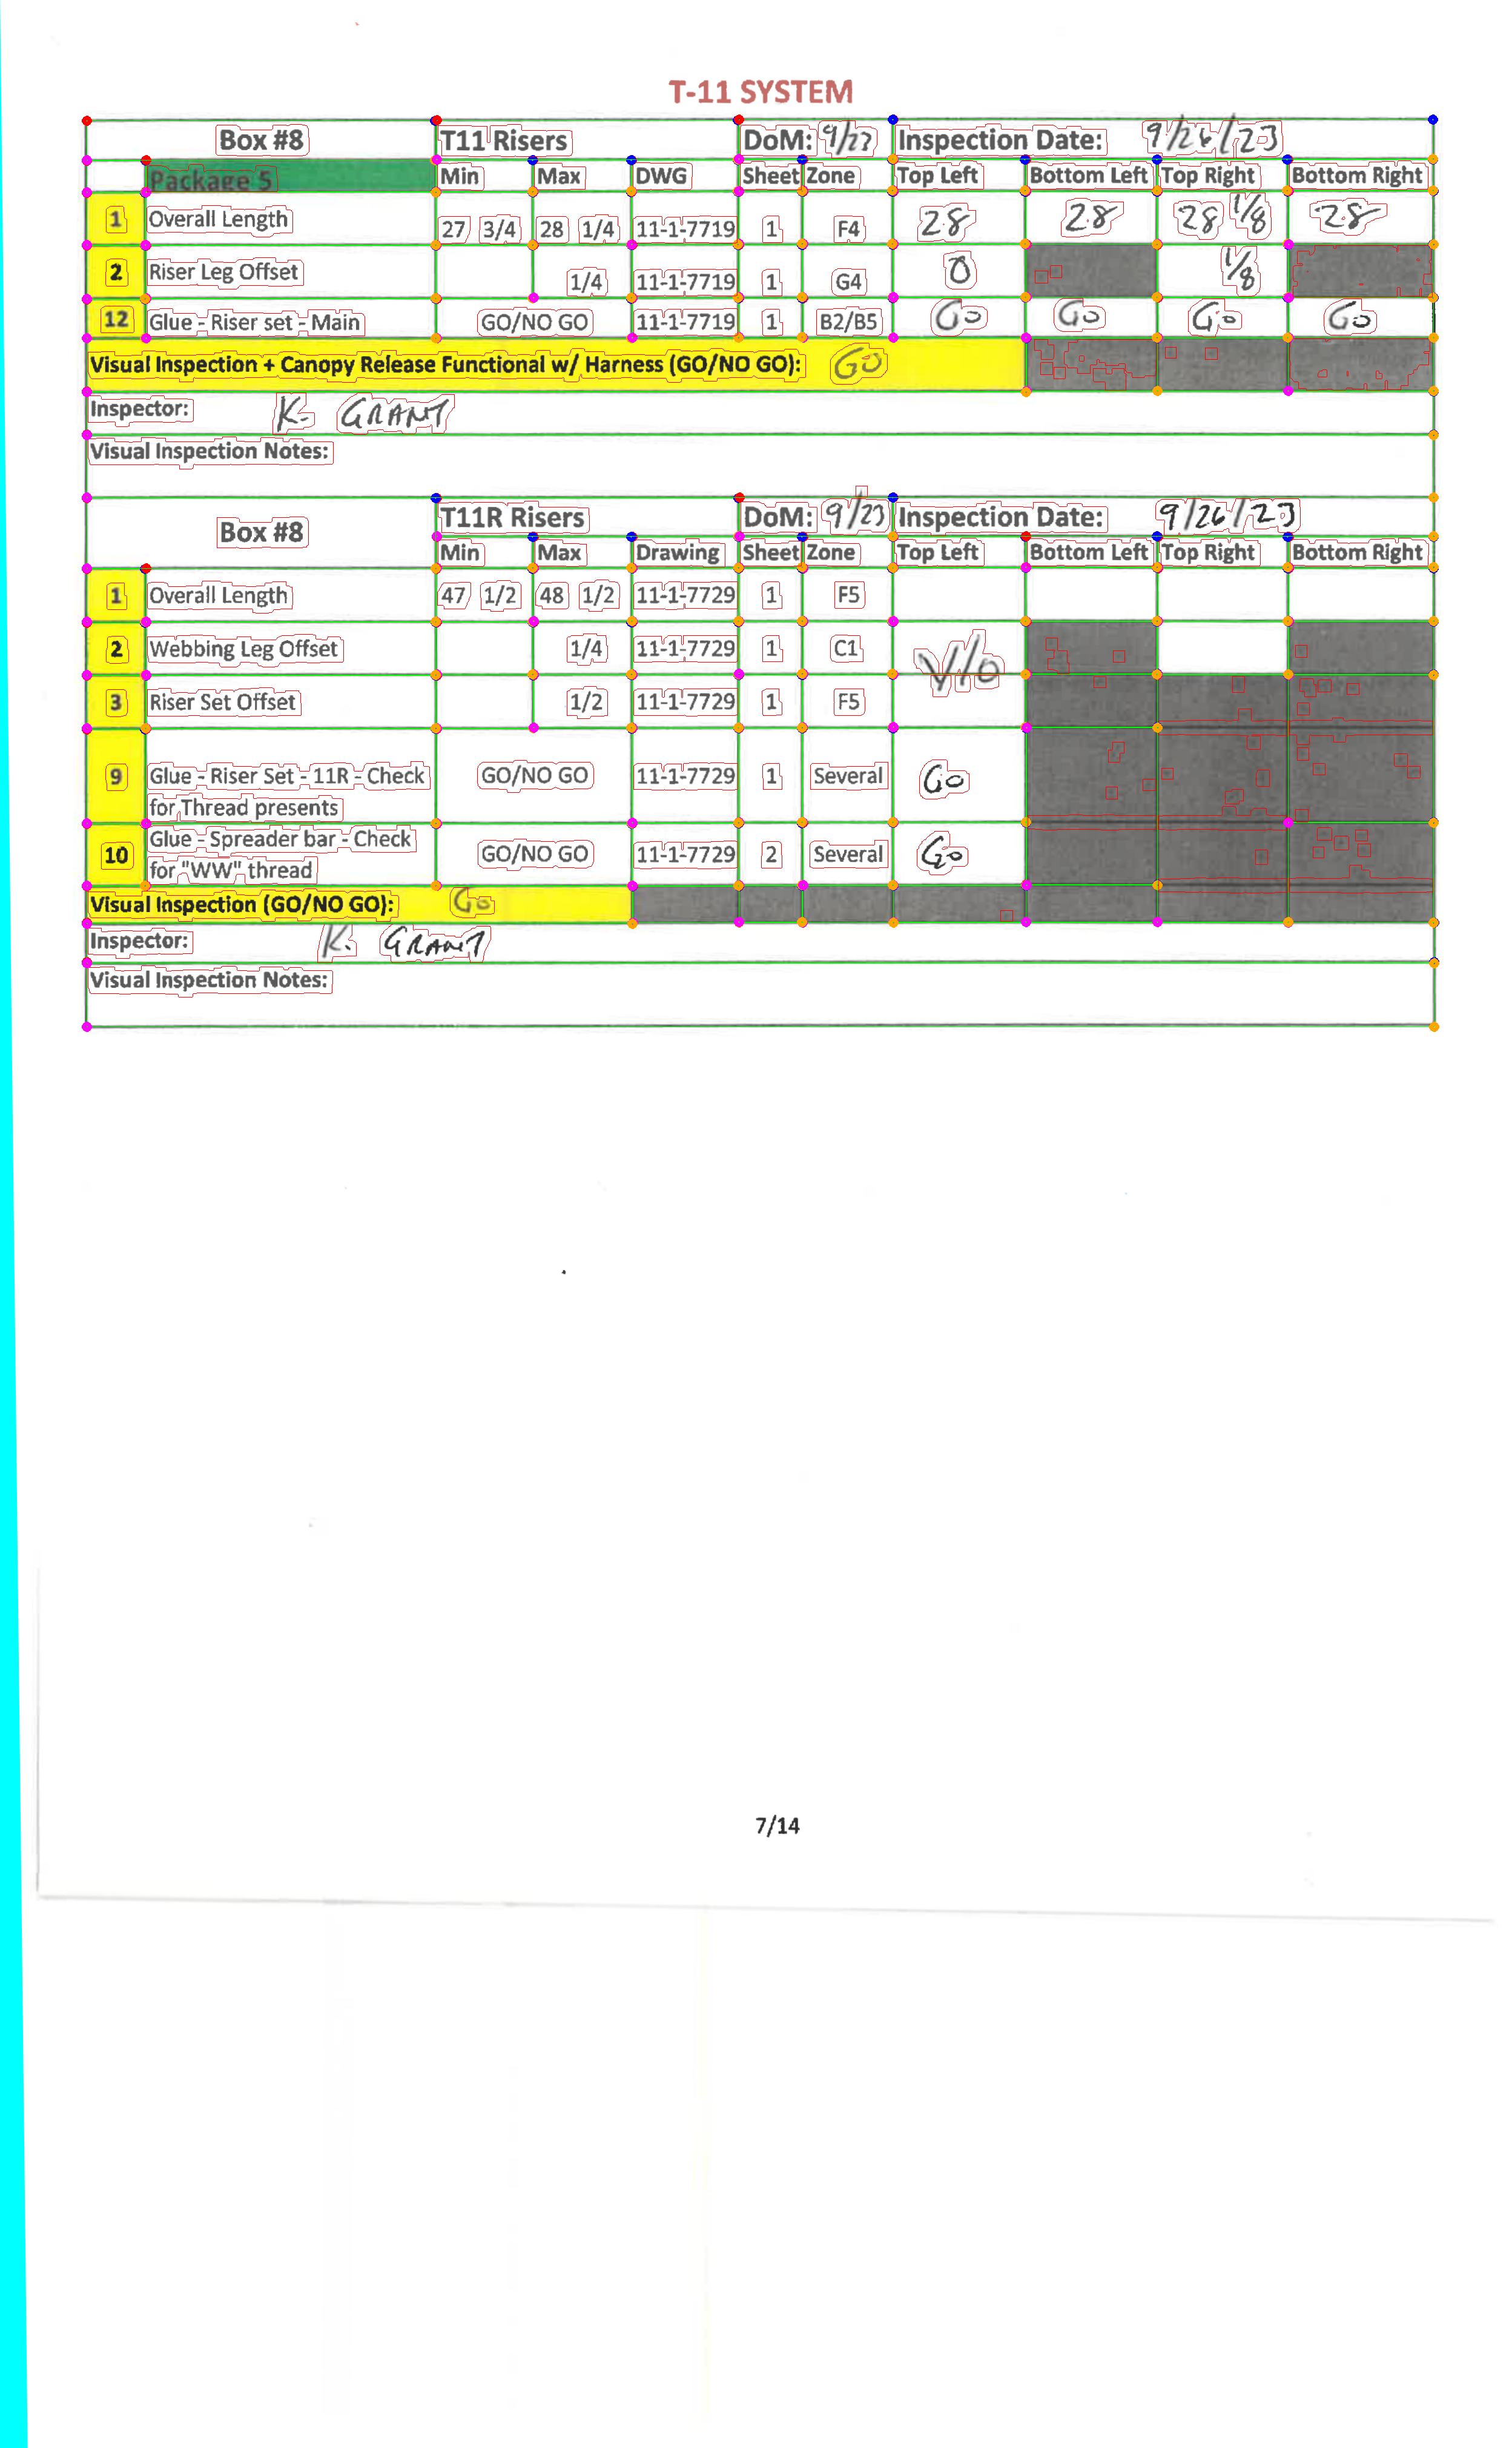 T-11 SYSTEM
Box #8 T11 Risers DoM: 9/23 Inspection Date: 9/26/23
Package 5 Min Max DWG Sheet Zone Top Left Bottom Left Top Right Bottom Right
1 Overall Length 27 3/4 28 1/4 11-1-7719 1 F4 28 28 28 1/8 28
2 Riser Leg Offset 1/4 11-1-7719 1 G4 0 1/8
12 Glue - Riser set - Main GO/NO GO 11-1-7719 1 B2/B5 Go Go Go Go
Visual Inspection + Canopy Release Functional w/ Harness (GO/NO GO): GO
Inspector: K. GRANT
Visual Inspection Notes:
Box #8 T11R Risers DoM: 9/23 Inspection Date: 9/26/23
Min Max Drawing Sheet Zone Top Left Bottom Left Top Right Bottom Right
1 Overall Length 47 1/2 48 1/2 11-1-7729 1 F5
2 Webbing Leg Offset 1/4 11-1-7729 1 C1 V/o
3 Riser Set Offset 1/2 11-1-7729 1 F5
9 Glue - Riser Set - 11R - Check GO/NO GO 11-1-7729 1 Several Go
for Thread presents
10 Glue - Spreader bar - Check GO/NO GO 11-1-7729 2 Several Go
for "WW" thread
Visual Inspection (GO/NO GO): Go
Inspector: K. GRANT
Visual Inspection Notes:
7/14